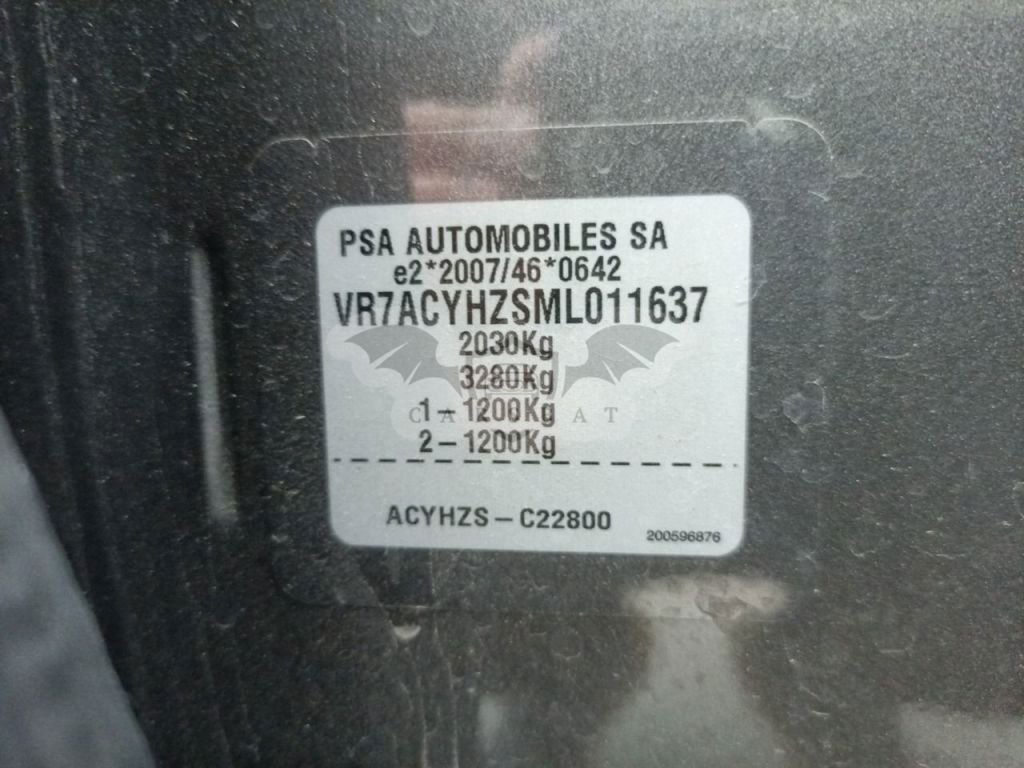 PSA AUTOMOBILES SA
e2*2007/46*0642
VR7ACYHZSML011637
2030Kg
3280Kg
1-1200Kg
2-1200Kg
ACYHZS-C22800
200596876